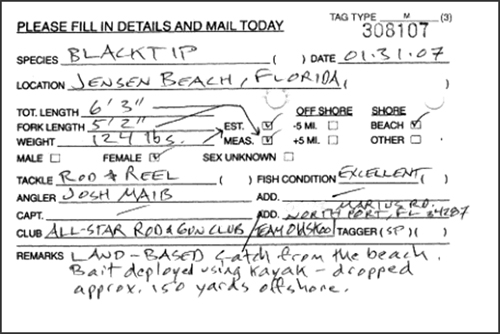 PLEASE FILL IN DETAILS AND MAIL TODAY TAG TYPE M (3)
308107
SPECIES BLACKTIP ( ) DATE 01.31.07
LOCATION JENSEN BEACH, FLORIDA ( )
TOT. LENGTH 6' 3" OFF SHORE SHORE
FORK LENGTH 5' 2" EST. -5 MI. BEACH
WEIGHT 124 lbs. MEAS. +5 MI. OTHER
MALE FEMALE SEX UNKNOWN
TACKLE ROD & REEL ( ) FISH CONDITION EXCELLENT ( )
ANGLER JOSH MAIB ADD. MARIUS RD.
CAPT. ADD. NORTH PORT, FL 34287
CLUB ALL-STAR ROD & GUN CLUB / TEAM TAGGER (SP) ( )
REMARKS LAND-BASED catch from the beach.
Bait deployed using kayak - dropped
approx. 150 yards offshore.